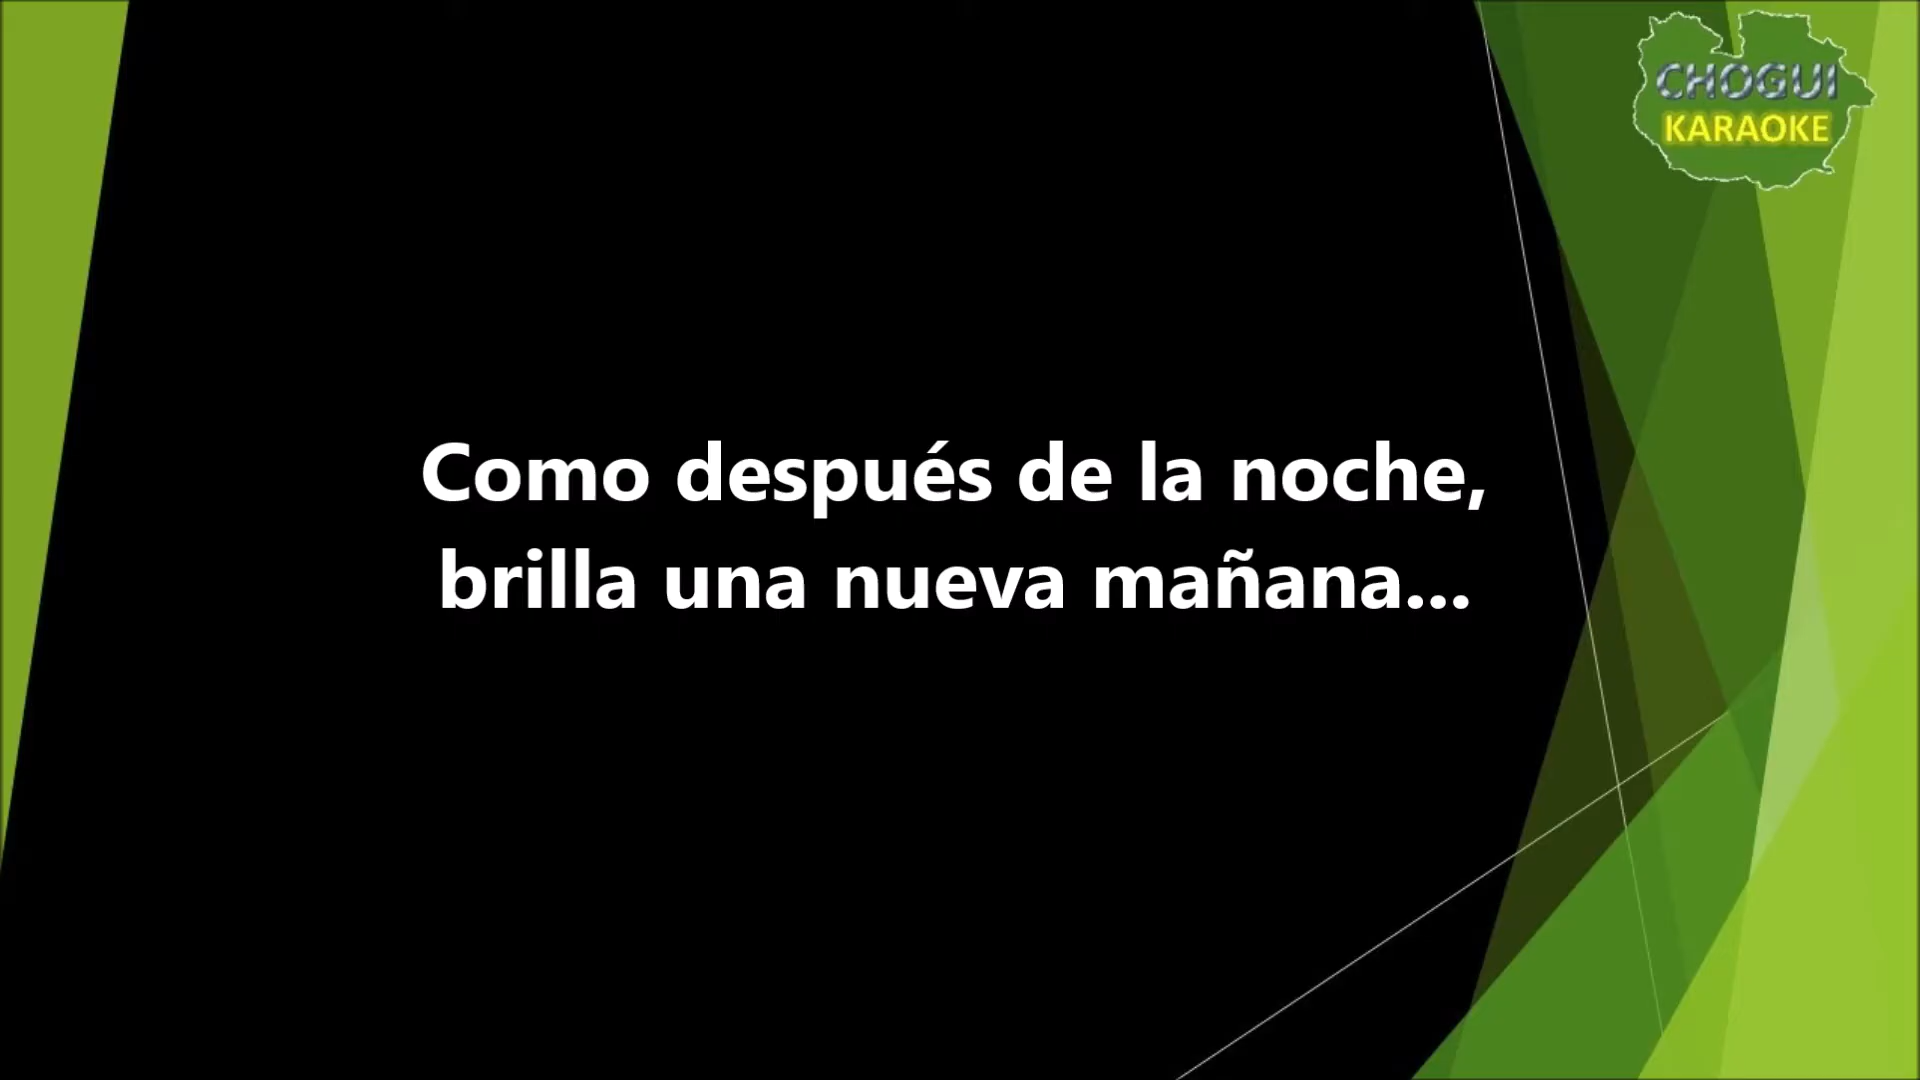 CHOGUI
KARAOKE
Como después de la noche,
brilla una nueva mañana...